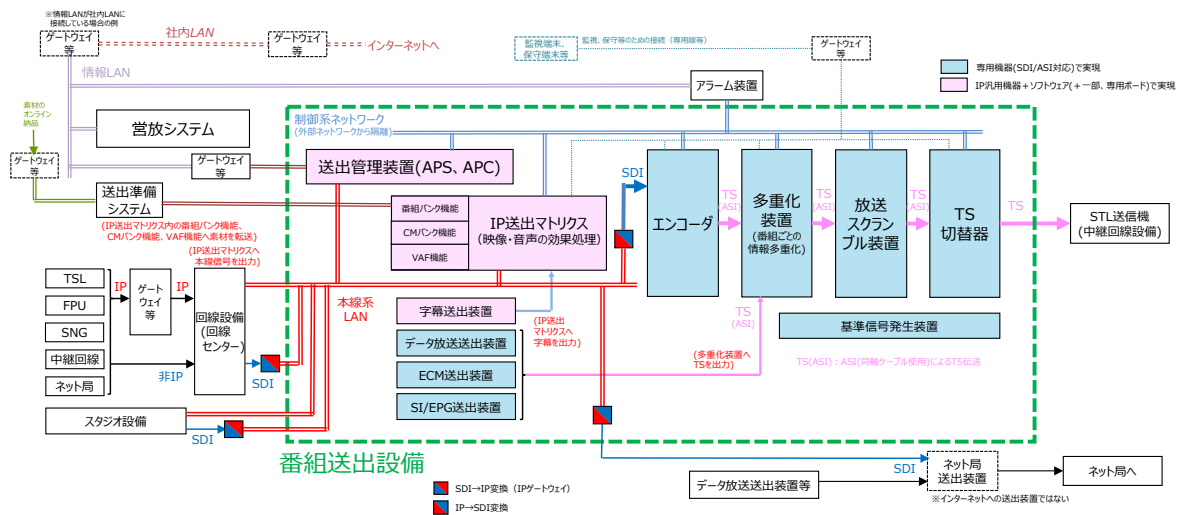 ※情報LANが社内LANに
接続している場合の例
ゲートウェイ
等
社内LAN
ゲートウェイ
等
インターネットへ
監視端末、
保守端末等
監視、保守等のための接続（専用線等）
ゲートウェイ
等
専用機器(SDI/ASI対応)で実現
IP汎用機器＋ソフトウェア(＋一部、専用ボード)で実現
情報LAN
アラーム装置
素材の
オンライン
納品
営放システム
制御系ネットワーク
(外部ネットワークから隔離)
ゲートウェイ
等
ゲートウェイ
等
送出管理装置(APS、APC)
送出準備
システム
(IP送出マトリクス内の番組バンク機能、
CMバンク機能、VAF機能へ素材を転送)
番組バンク機能
CMバンク機能
VAF機能
IP送出マトリクス
(映像・音声の効果処理)
SDI
エンコーダ
TS
(ASI)
多重化
装置
(番組ごとの
情報多重化)
TS
(ASI)
放送
スクラン
ブル装置
TS
(ASI)
TS
切替器
TS
STL送信機
(中継回線設備)
(IP送出マトリクスへ
本線信号を出力)
TSL
FPU
SNG
中継回線
ネット局
IP
ゲート
ウェイ
等
IP
非IP
回線設備
(回線
センター)
SDI
本線系
LAN
字幕送出装置
(IP送出
マトリクスへ
字幕を出力)
データ放送送出装置
ECM送出装置
SI/EPG送出装置
TS
(ASI)
(多重化装置へ
TSを出力)
基準信号発生装置
TS(ASI)：ASI(同軸ケーブル使用)によるTS伝送
スタジオ設備
SDI
番組送出設備
SDI→IP変換（IPゲートウェイ）
IP→SDI変換
SDI
データ放送送出装置等
ネット局
送出装置
ネット局へ
※インターネットへの送出装置ではない